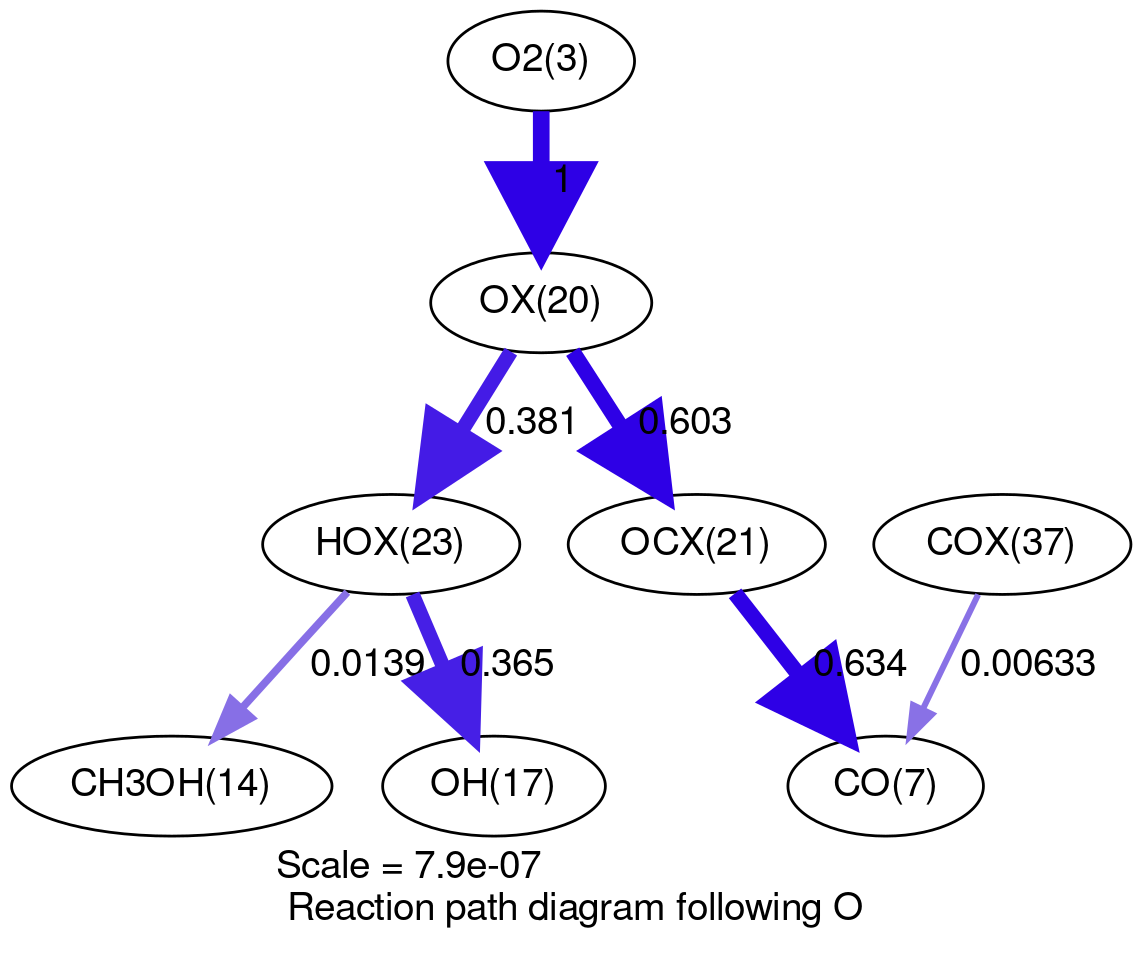 O2(3)
1
OX(20)
0.381
0.603
HOX(23)
OCX(21)
COX(37)
0.0139
0.365
0.634
0.00633
CH3OH(14)
OH(17)
CO(7)
Scale = 7.9e-07
Reaction path diagram following O